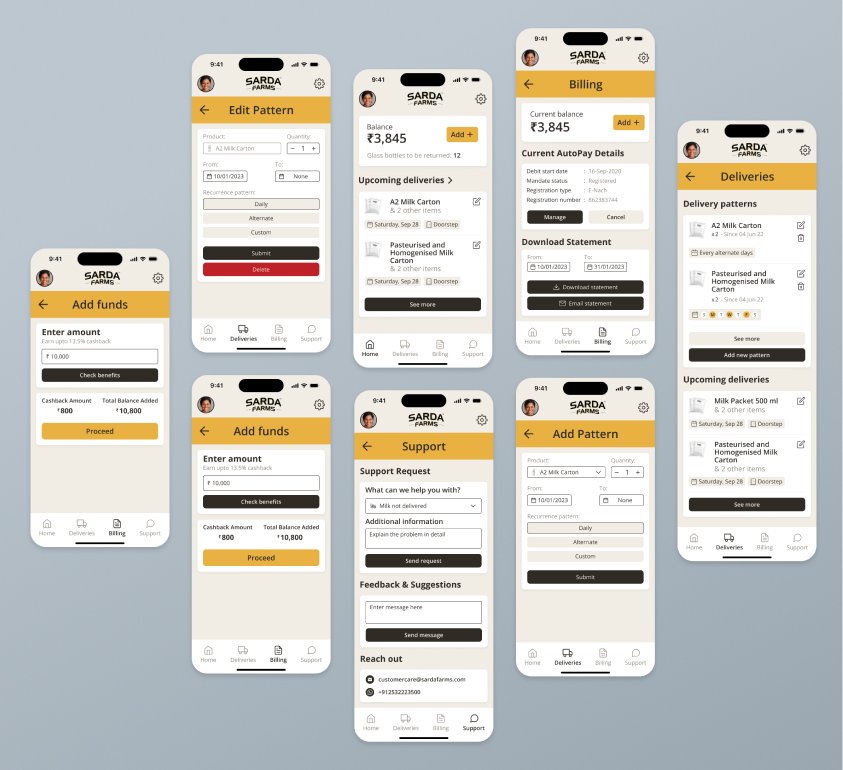 9:41
SARDA
FARMS
Add funds
Enter amount
Earn upto 13.5% cashback
₹ 10,000
Check benefits
Cashback Amount
Total Balance Added
₹800
₹10,800
Proceed
Home
Deliveries
Billing
Support
9:41
SARDA
FARMS
Edit Pattern
Product:
Quantity:
A2 Milk Carton
− 1 +
From:
To:
10/01/2023
None
Recurrence pattern:
Daily
Alternate
Custom
Submit
Delete
Home
Deliveries
Billing
Support
9:41
SARDA
FARMS
Add funds
Enter amount
Earn upto 13.5% cashback
₹ 10,000
Check benefits
Cashback Amount
Total Balance Added
₹800
₹10,800
Proceed
Home
Deliveries
Billing
Support
9:41
SARDA
FARMS
Balance
₹3,845
Add +
Glass bottles to be returned: 12
Upcoming deliveries
A2 Milk Carton
& 2 other items
Saturday, Sep 28
Doorstep
Pasteurised and
Homogenised Milk
Carton
& 2 other items
Saturday, Sep 28
Doorstep
See more
Home
Deliveries
Billing
Support
9:41
SARDA
FARMS
Support
Support Request
What can we help you with?
Milk not delivered
Additional information
Explain the problem in detail
Send request
Feedback & Suggestions
Enter message here
Send message
Reach out
customercare@sardafarms.com
+912532223500
Home
Deliveries
Billing
Support
9:41
SARDA
FARMS
Billing
Current balance
₹3,845
Add +
Current AutoPay Details
Debit start date : 16-Sep-2020
Mandate status : Registered
Registration type : E-Nach
Registration number : 862383744
Manage
Cancel
Download Statement
From:
To:
10/01/2023
31/01/2023
Download statement
Email statement
Home
Deliveries
Billing
Support
9:41
SARDA
FARMS
Add Pattern
Product:
Quantity:
A2 Milk Carton
− 1 +
From:
To:
10/01/2023
None
Recurrence pattern:
Daily
Alternate
Custom
Submit
Home
Deliveries
Billing
Support
9:41
SARDA
FARMS
Deliveries
Delivery patterns
A2 Milk Carton
x2 - Since 04 Jun 22
Every alternate days
Pasteurised and
Homogenised Milk
Carton
x2 - Since 04 Jun 22
S M T W T F S
See more
Add new pattern
Upcoming deliveries
Milk Packet 500 ml
& 2 other items
Saturday, Sep 28
Doorstep
Pasteurised and
Homogenised Milk
Carton
& 2 other items
Saturday, Sep 28
Doorstep
See more
Home
Deliveries
Billing
Support